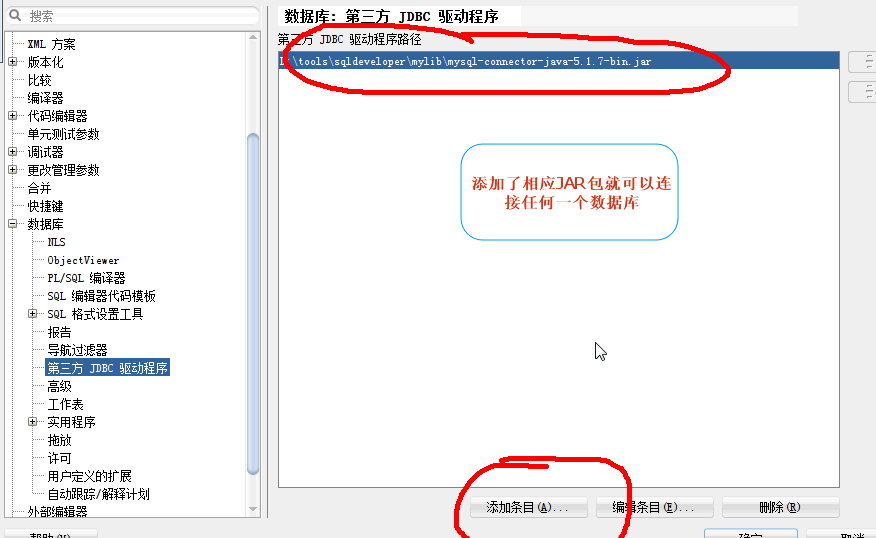 搜索
XML 方案
版本化
比较
编译器
代码编辑器
单元测试参数
调试器
更改管理参数
合并
快捷键
数据库
NLS
ObjectViewer
PL/SQL 编译器
SQL 编辑器代码模板
SQL 格式设置工具
报告
导航过滤器
第三方 JDBC 驱动程序
高级
工作表
实用程序
拖放
许可
用户定义的扩展
自动跟踪/解释计划
外部编辑器
数据库: 第三方 JDBC 驱动程序
第三方 JDBC 驱动程序路径
:\tools\sqldeveloper\mylib\mysql-connector-java-5.1.7-bin.jar
添加了相应JAR包就可以连
接任何一个数据库
添加条目(A)...
编辑条目(E)...
删除(R)
帮助(H)
确定
取消